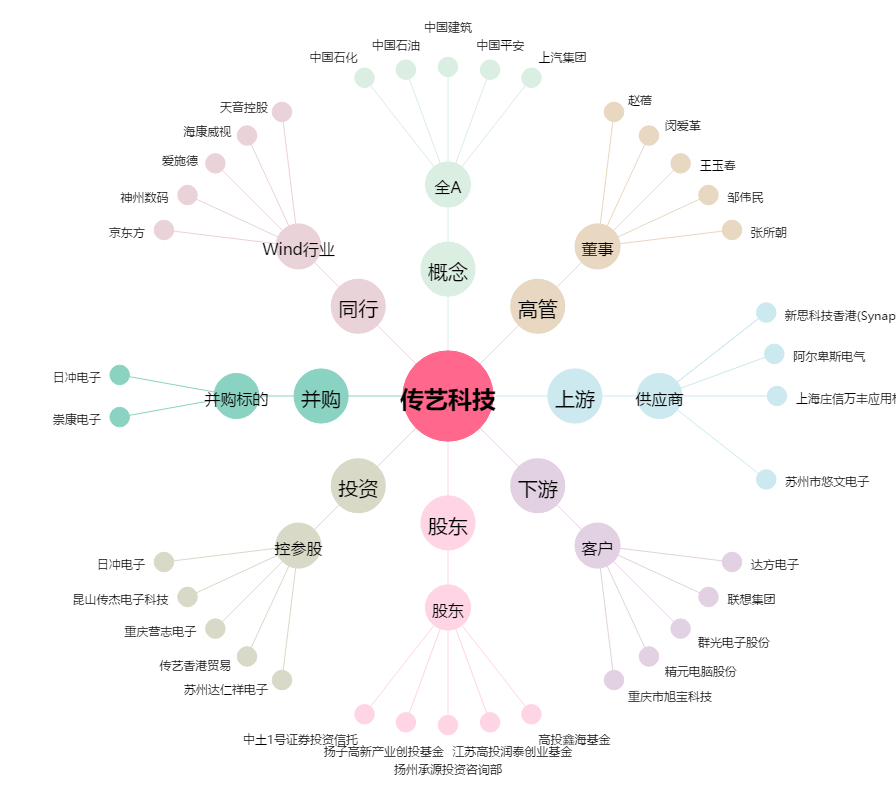 中国建筑
中国石油
中国平安
中国石化
上汽集团
全A
概念
天音控股
海康威视
爱施德
神州数码
京东方
Wind行业
同行
赵蓓
闵爱革
王玉春
邹伟民
张所朝
董事
高管
日冲电子
崇康电子
并购标的
并购
传艺科技
上游
供应商
新思科技香港(Synap
阿尔卑斯电气
上海庄信万丰应用材
苏州市悠文电子
投资
控参股
日冲电子
昆山传杰电子科技
重庆营志电子
传艺香港贸易
苏州达仁祥电子
股东
股东
中土1号证券投资信托
扬子高新产业创投基金
扬州承源投资咨询部
江苏高投润泰创业基金
高投鑫海基金
下游
客户
达方电子
联想集团
群光电子股份
精元电脑股份
重庆市旭宝科技